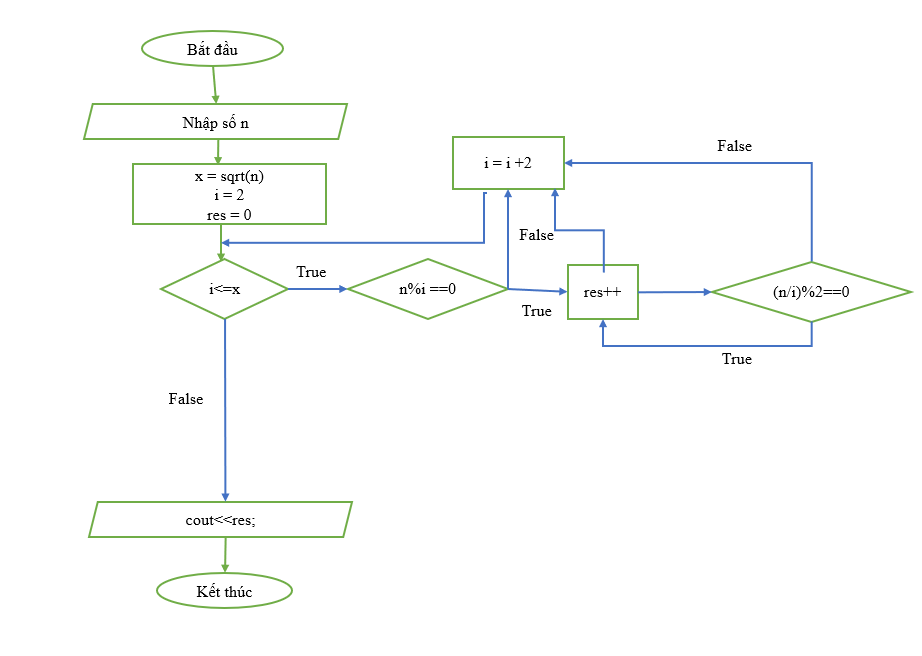 Bắt đầu
Nhập số n
x = sqrt(n)
i = 2
res = 0
i = i +2
False
False
True
i<=x
n%i ==0
True
res++
(n/i)%2==0
True
False
cout<<res;
Kết thúc